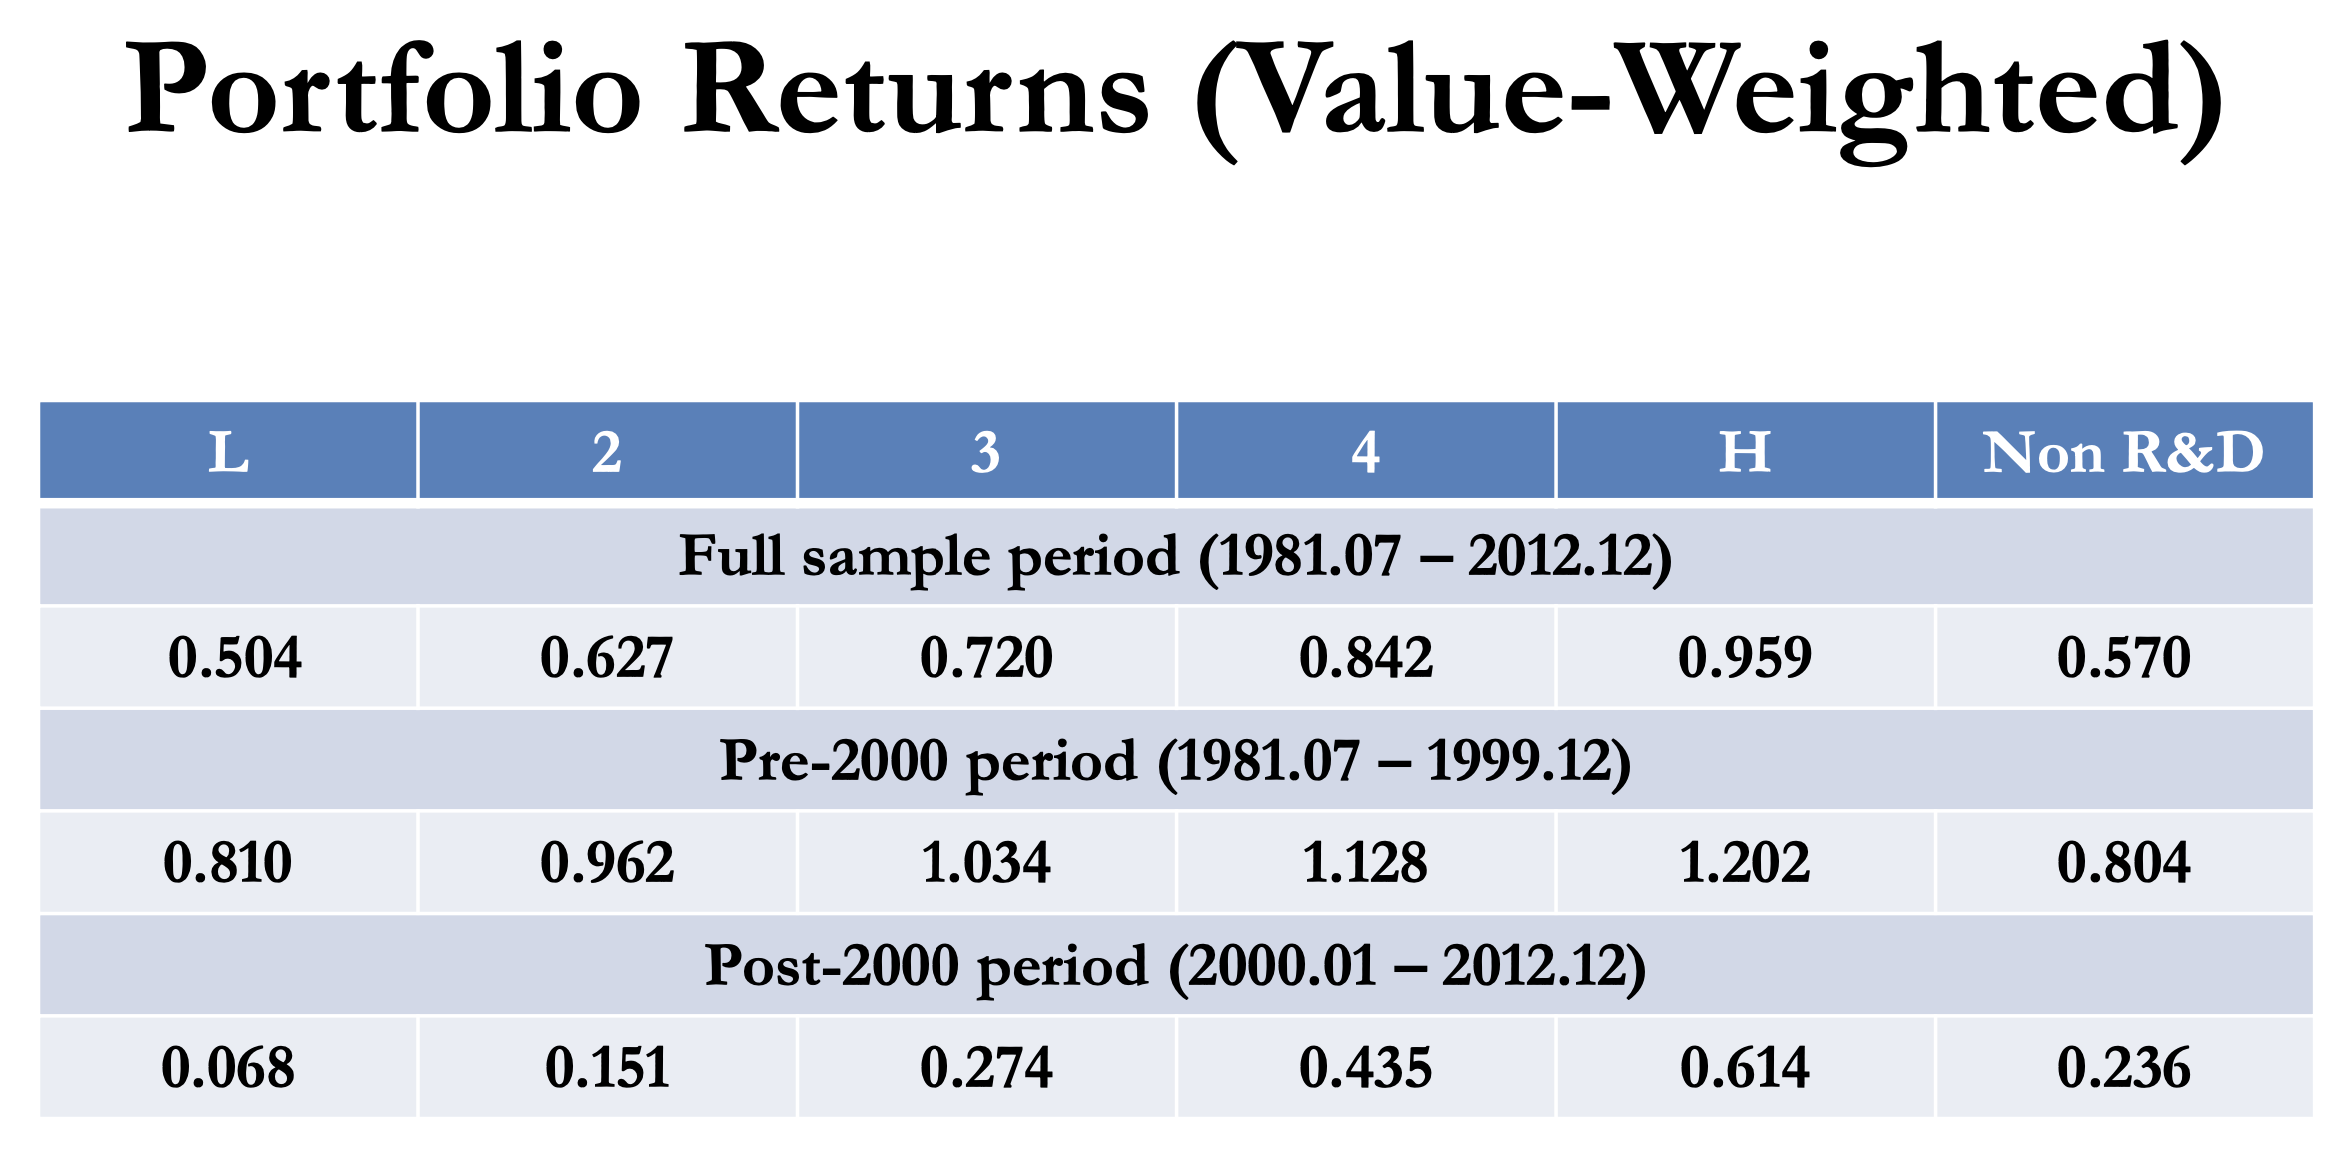 Portfolio Returns (Value-Weighted)
L 2 3 4 H Non R&D
Full sample period (1981.07 – 2012.12)
0.504 0.627 0.720 0.842 0.959 0.570
Pre-2000 period (1981.07 – 1999.12)
0.810 0.962 1.034 1.128 1.202 0.804
Post-2000 period (2000.01 – 2012.12)
0.068 0.151 0.274 0.435 0.614 0.236